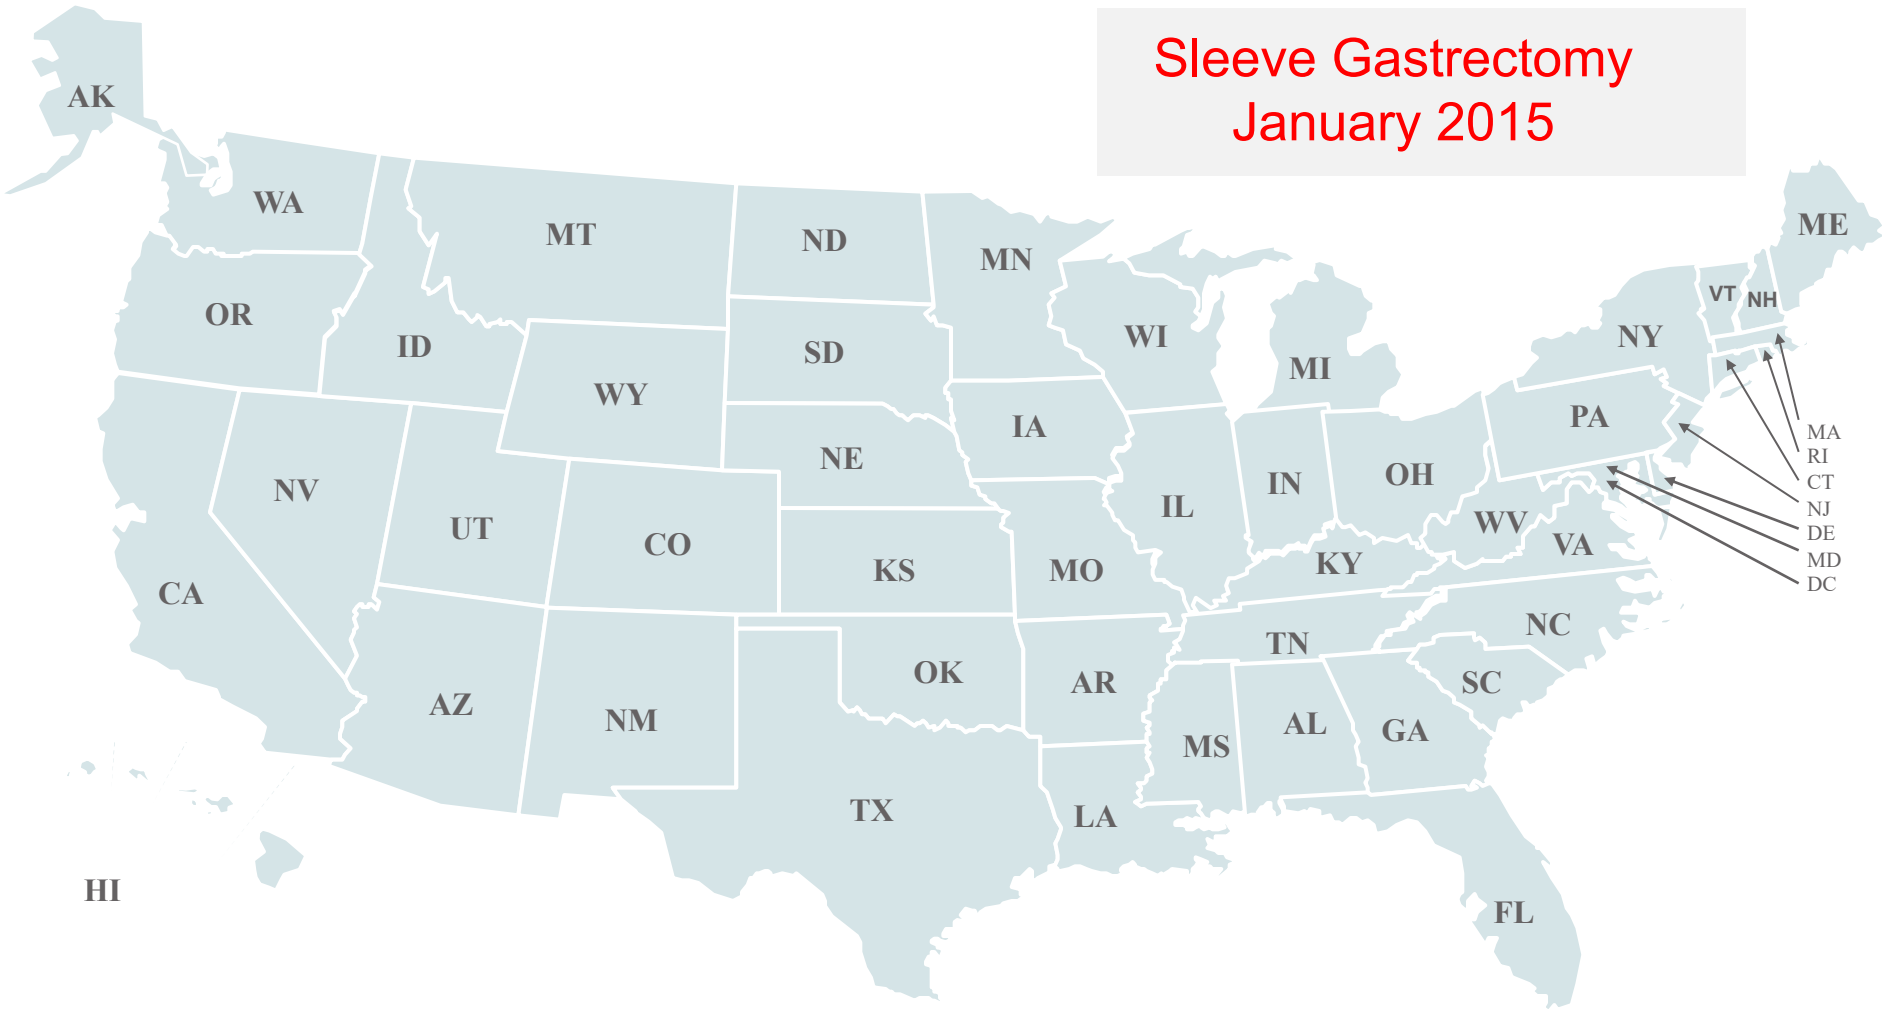 Sleeve Gastrectomy
January 2015
AK
WA
MT
ND
MN
ME
OR
ID
WY
SD
WI
MI
NY
VT
NH
NV
UT
CO
NE
IA
IL
IN
OH
PA
MA
RI
CT
NJ
DE
MD
DC
CA
KS
MO
KY
WV
VA
AZ
NM
OK
AR
TN
NC
SC
TX
LA
MS
AL
GA
HI
FL